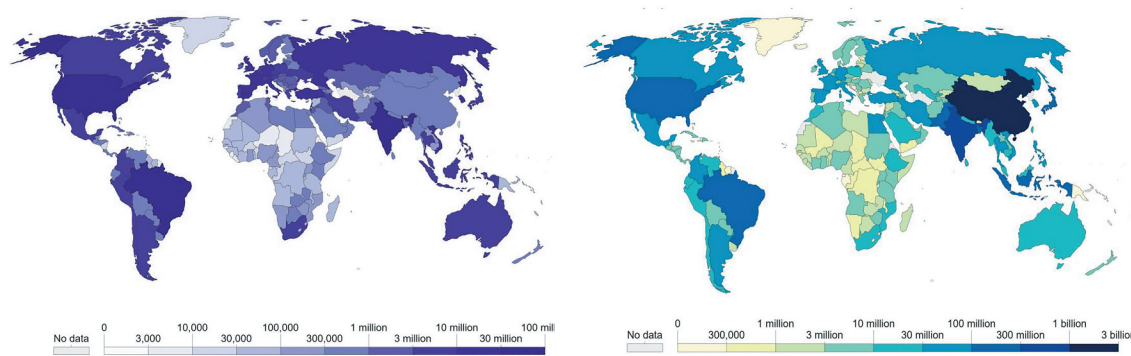 0 10,000 100,000 1 million 10 million 100 mil
No data 3,000 30,000 300,000 3 million 30 million
0 1 million 10 million 100 million 1 billion
No data 300,000 3 million 30 million 300 million 3 billion